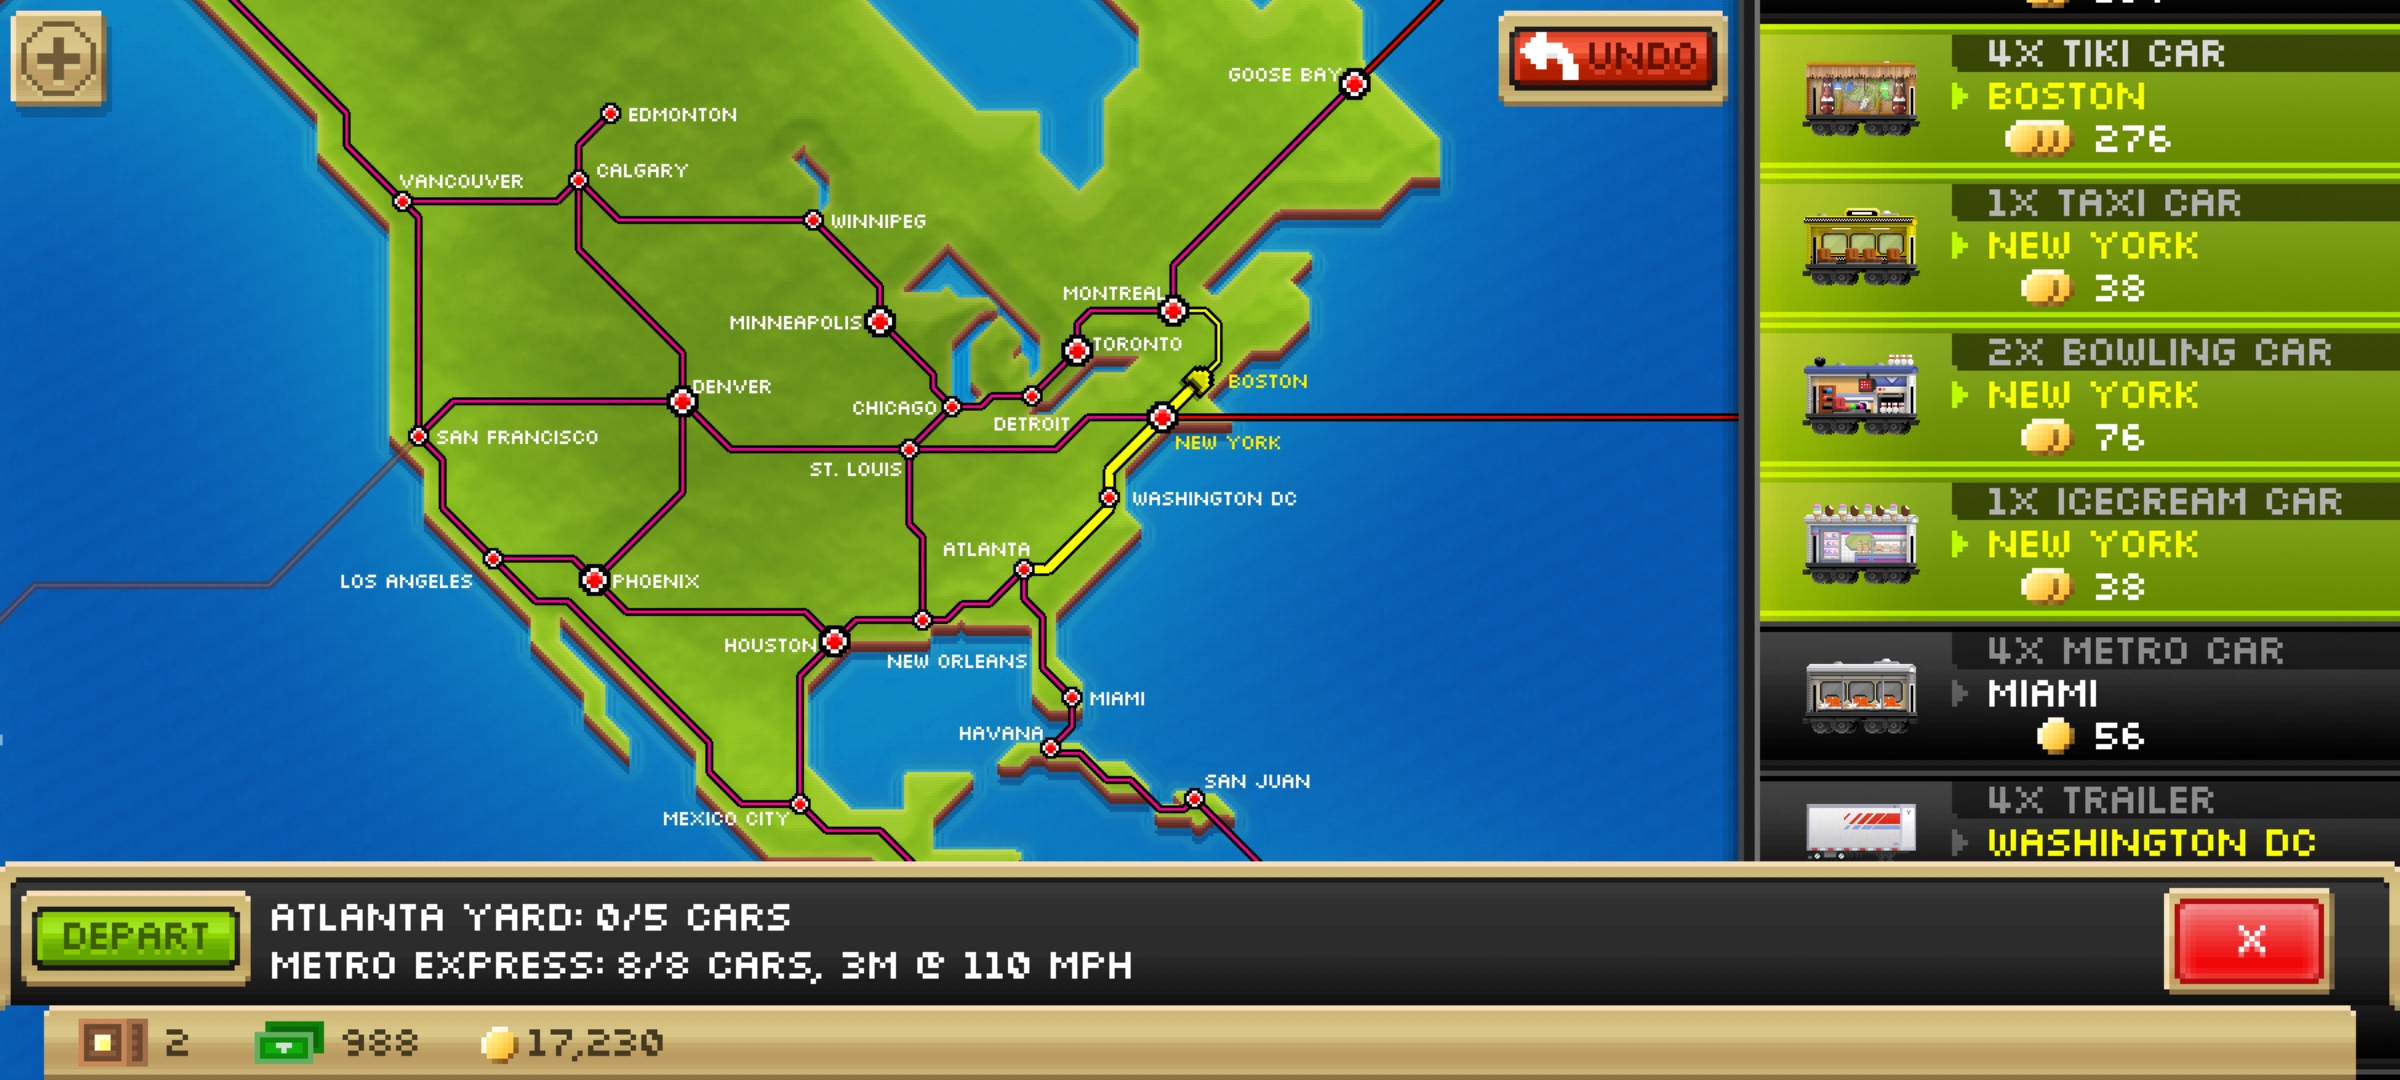 UNDO
GOOSE BAY
EDMONTON
CALGARY
VANCOUVER
WINNIPEG
MONTREAL
MINNEAPOLIS
TORONTO
BOSTON
DENVER
CHICAGO
DETROIT
SAN FRANCISCO
NEW YORK
ST. LOUIS
WASHINGTON DC
ATLANTA
LOS ANGELES
PHOENIX
HOUSTON
NEW ORLEANS
MIAMI
HAVANA
SAN JUAN
MEXICO CITY
4X TIKI CAR
BOSTON
276
1X TAXI CAR
NEW YORK
38
2X BOWLING CAR
NEW YORK
76
1X ICECREAM CAR
NEW YORK
38
4X METRO CAR
MIAMI
56
4X TRAILER
WASHINGTON DC
DEPART
ATLANTA YARD: 0/5 CARS
METRO EXPRESS: 8/8 CARS, 3M @ 110 MPH
X
2
988
17,230